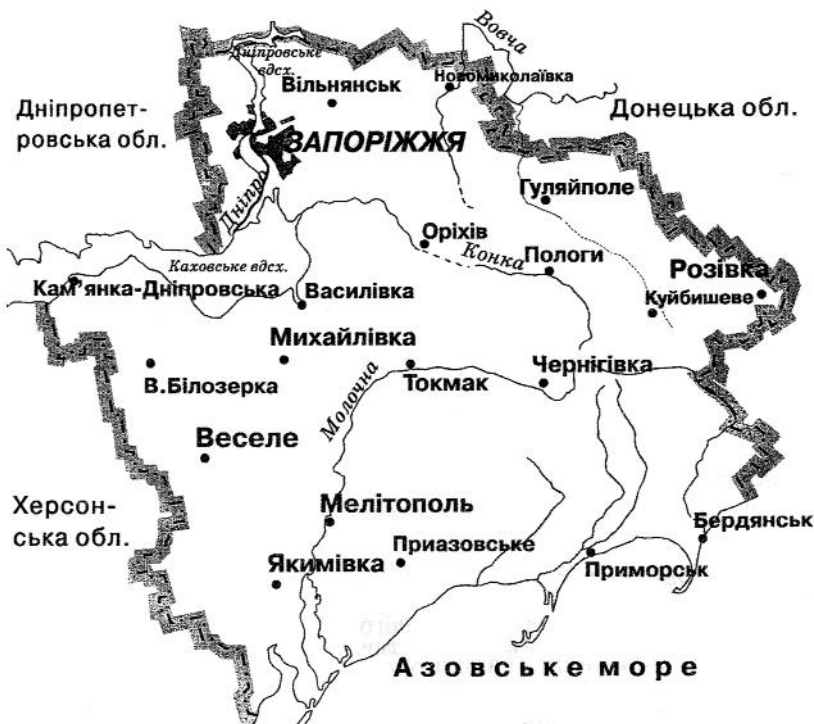 Вовча
Дніпровське
вдсх.
Новомиколаївка
Вільнянськ
Дніпропет-
ровська обл.
Донецька обл.
ЗАПОРІЖЖЯ
Гуляйполе
Дніпро
Оріхів
Конка
Пологи
Каховське вдсх.
Розівка
Кам'янка-Дніпровська
Василівка
Куйбишеве
Михайлівка
Чернігівка
В.Білозерка
Токмак
Молочна
Веселе
Херсон-
ська обл.
Мелітополь
Бердянськ
Приазовське
Якимівка
Приморськ
Азовське море